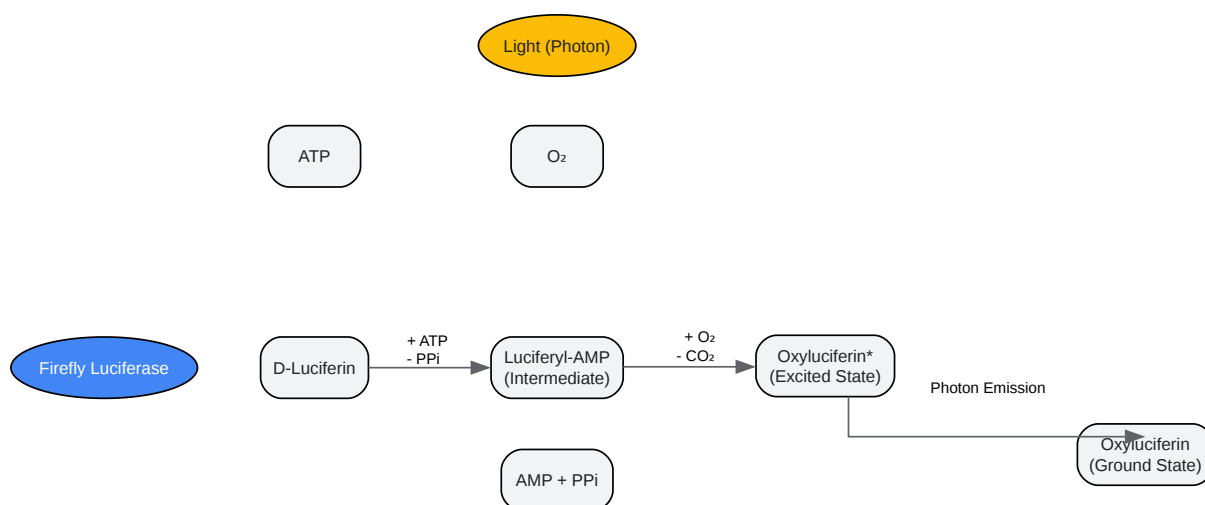 Light (Photon)
ATP
O₂
Firefly Luciferase
D-Luciferin
+ ATP
- PPi
Luciferyl-AMP
(Intermediate)
+ O₂
- CO₂
Oxyluciferin*
(Excited State)
Photon Emission
Oxyluciferin
(Ground State)
AMP + PPi